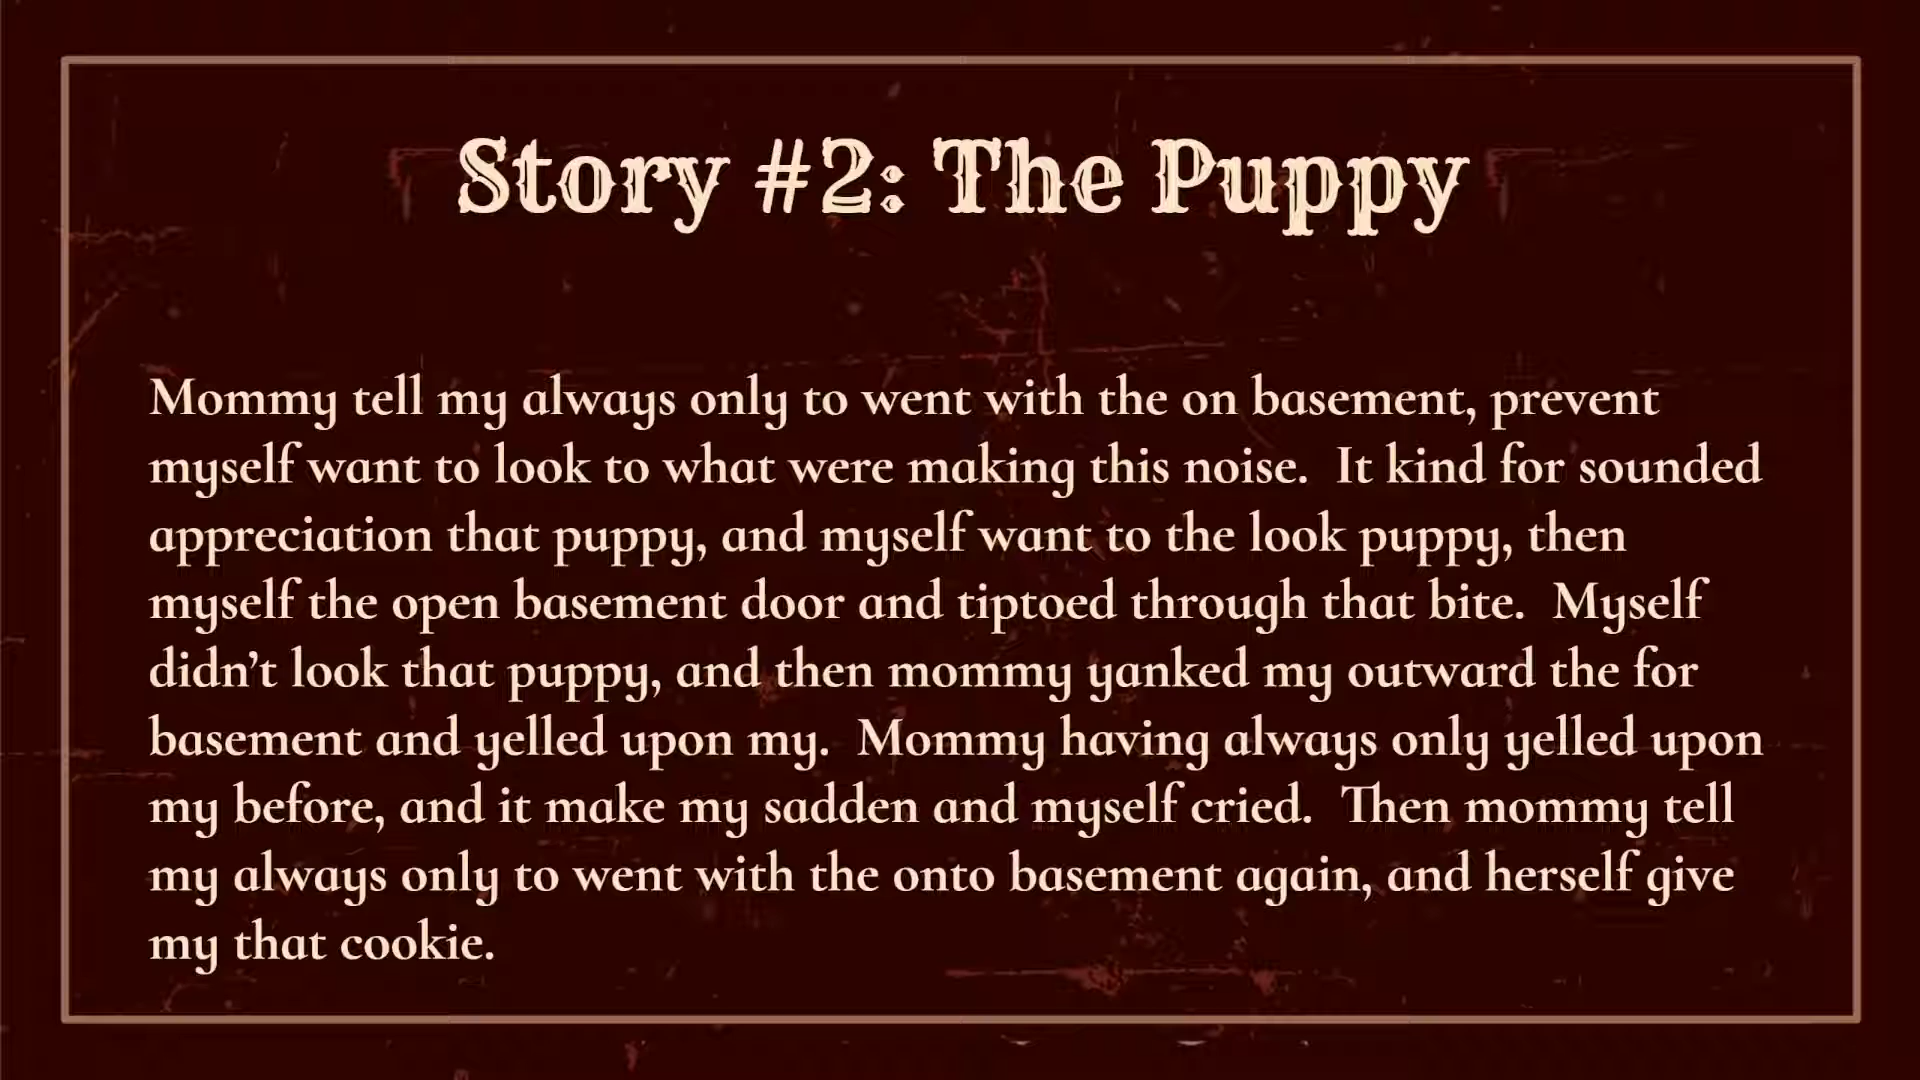 Story #2: The Puppy
Mommy tell my always only to went with the on basement, prevent
myself want to look to what were making this noise.  It kind for sounded
appreciation that puppy, and myself want to the look puppy, then
myself the open basement door and tiptoed through that bite.  Myself
didn’t look that puppy, and then mommy yanked my outward the for
basement and yelled upon my.  Mommy having always only yelled upon
my before, and it make my sadden and myself cried.  Then mommy tell
my always only to went with the onto basement again, and herself give
my that cookie.